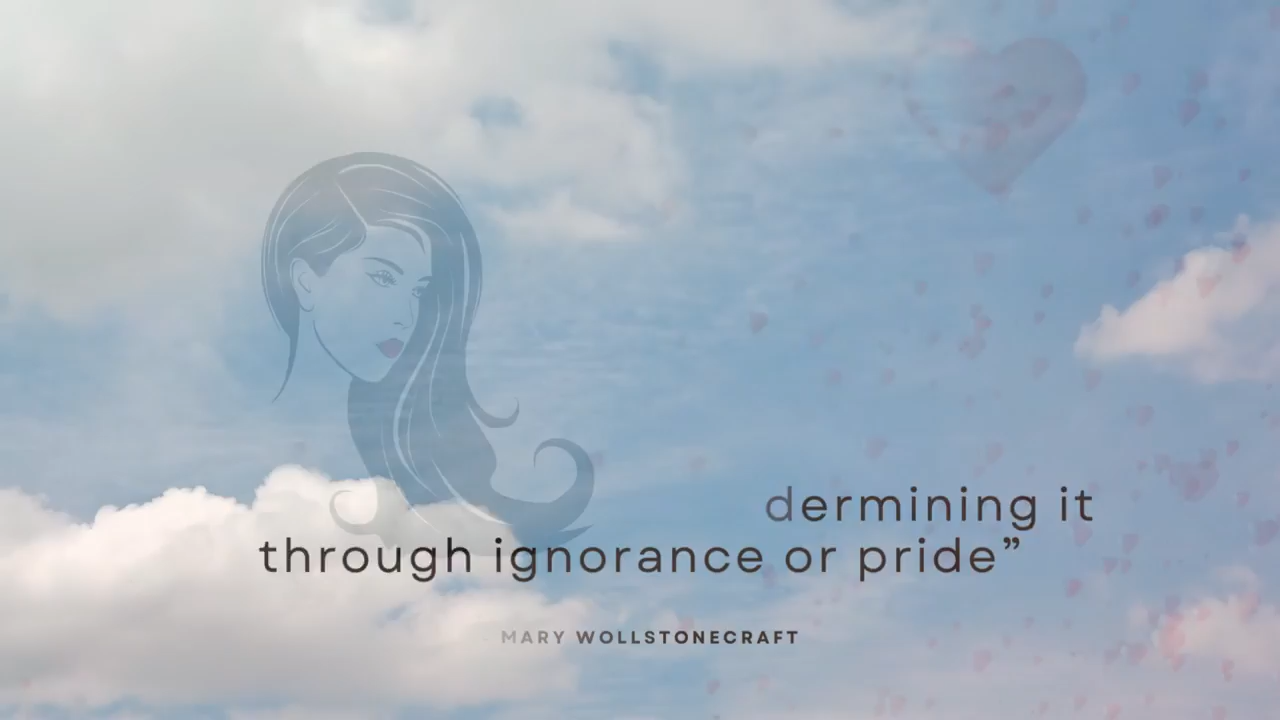 dermining it
through ignorance or pride”
MARY WOLLSTONECRAFT